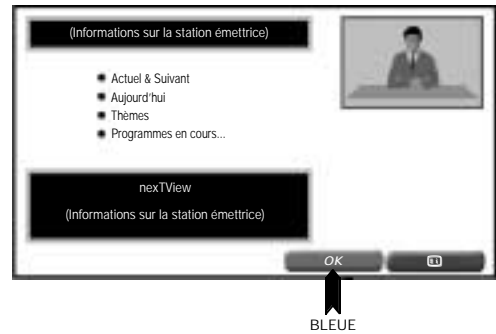 (Informations sur la station émettrice)
Actuel & Suivant
Aujourd'hui
Thèmes
Programmes en cours...
nexTView
(Informations sur la station émettrice)
OK
BLEUE